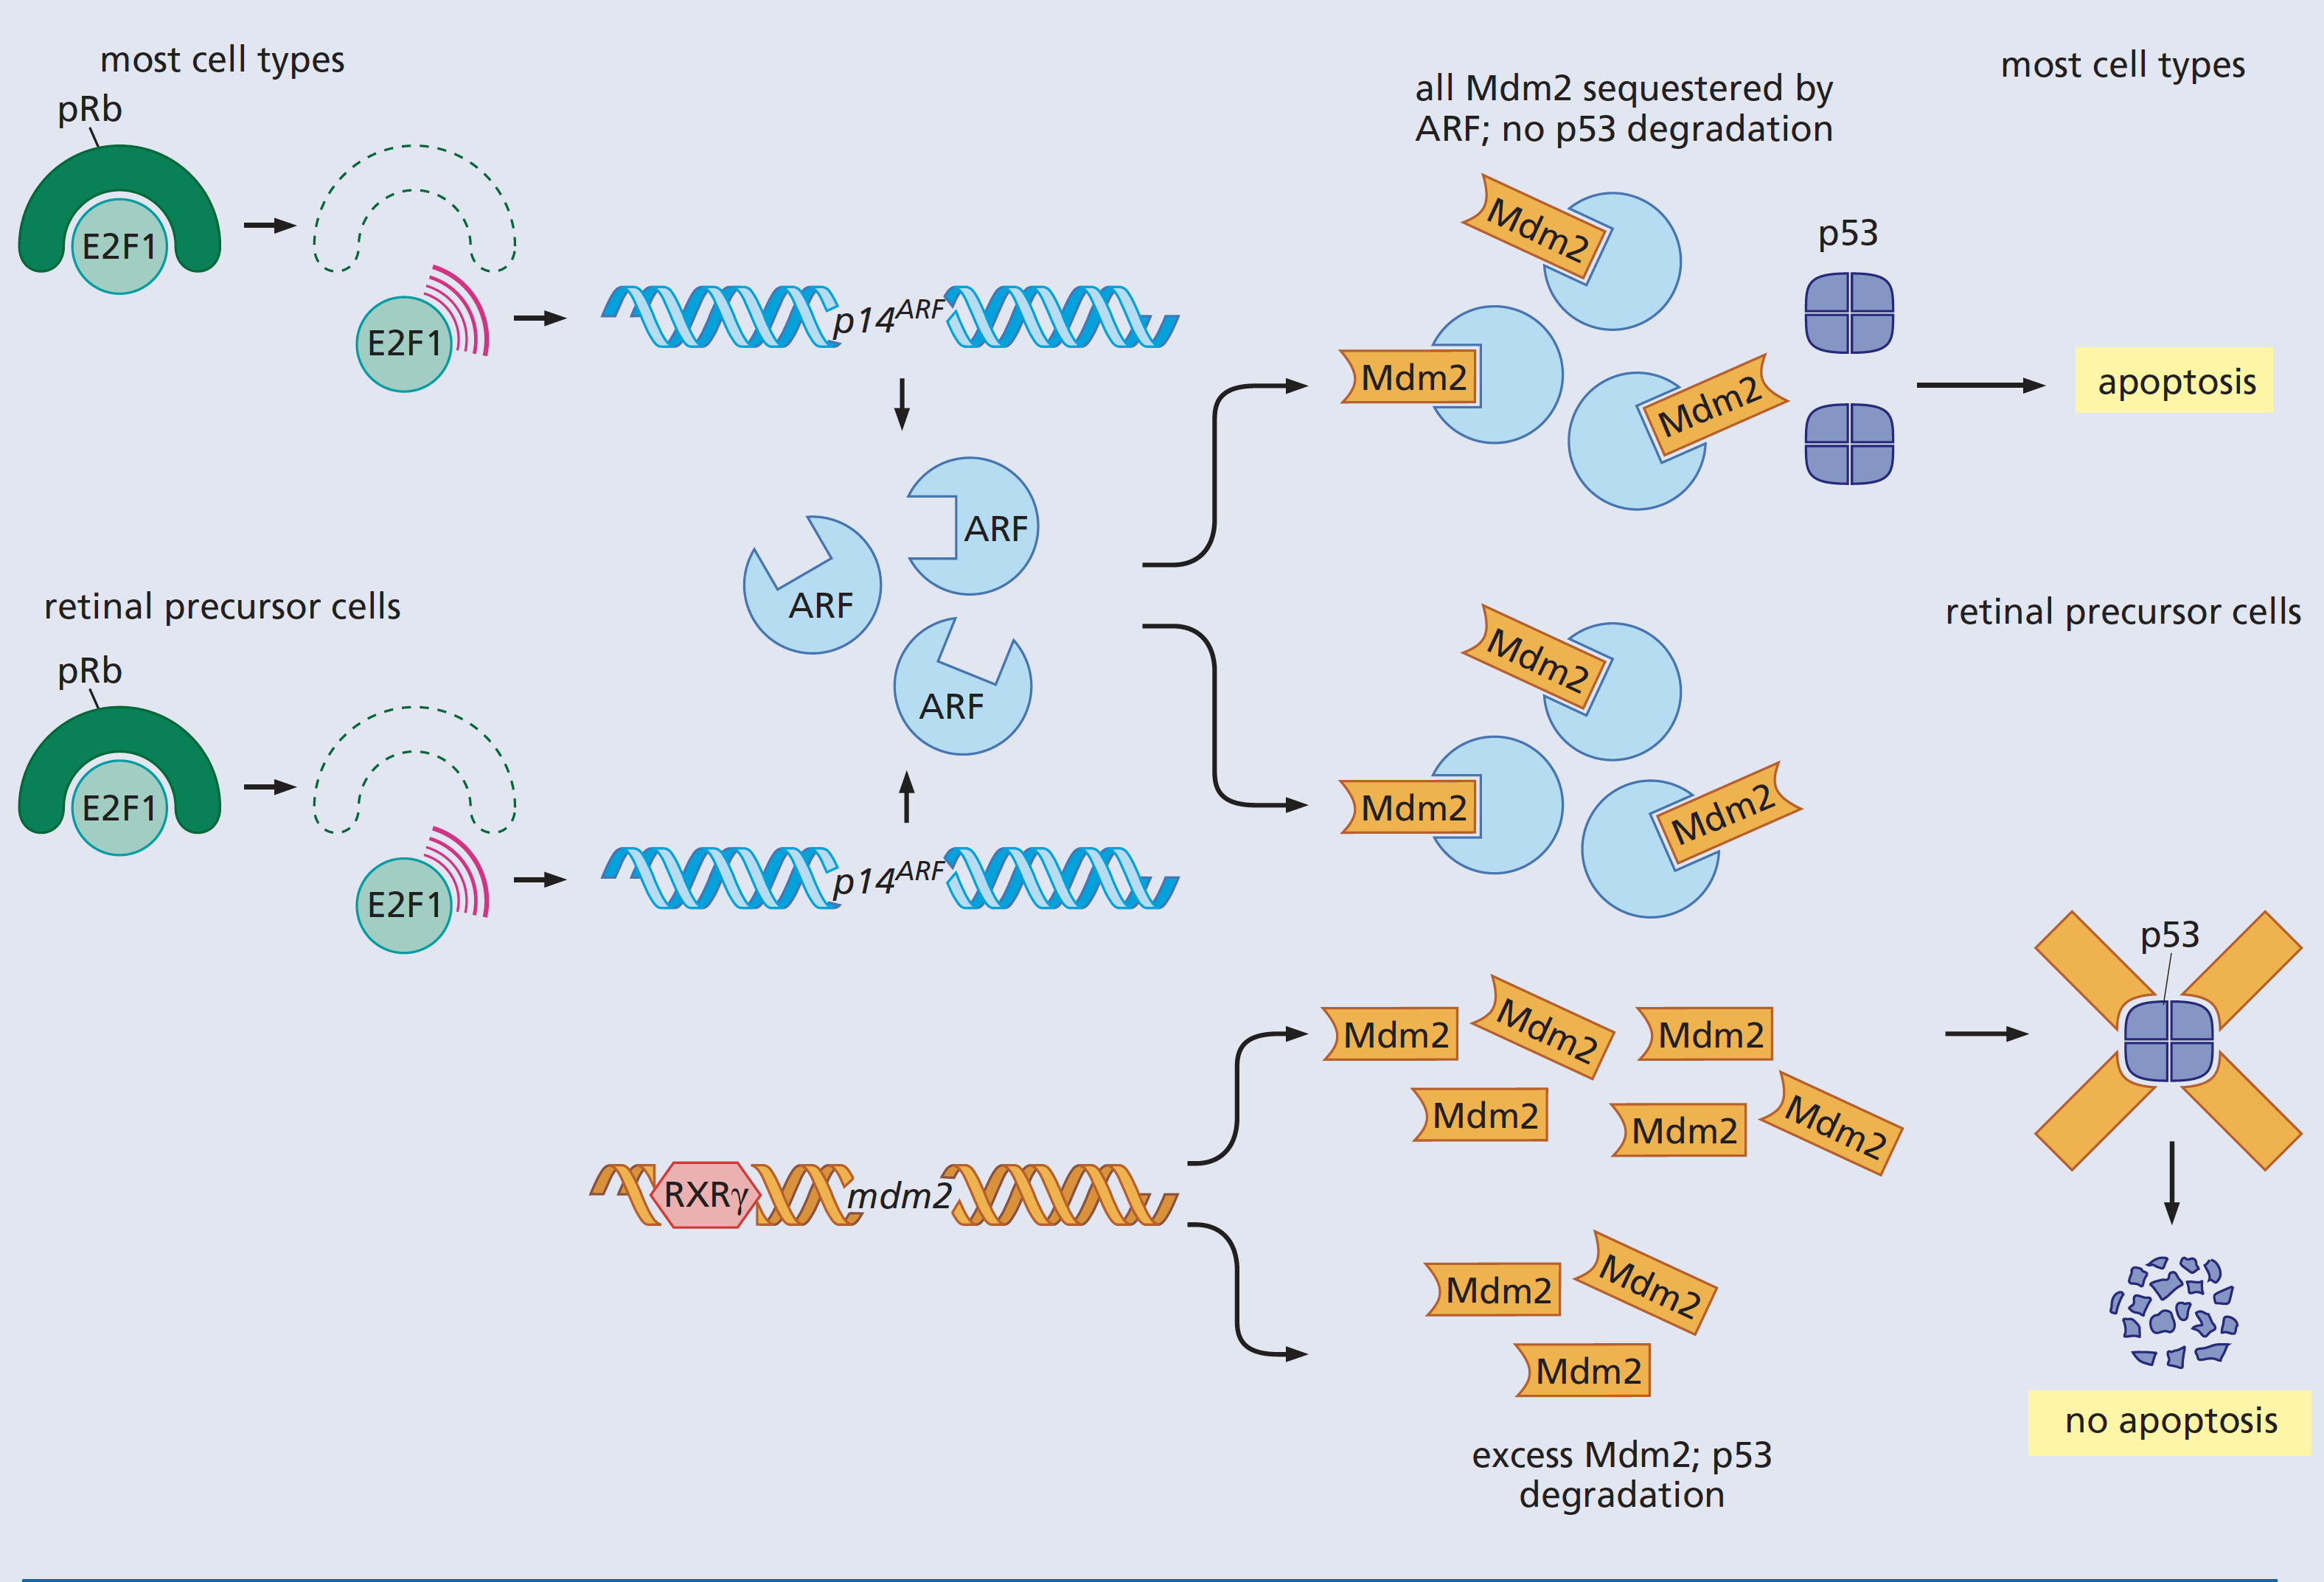 most cell types
pRb
E2F1
E2F1
p14ARF
ARF
ARF
ARF
all Mdm2 sequestered by
ARF; no p53 degradation
Mdm2
Mdm2
Mdm2
p53
most cell types
apoptosis
retinal precursor cells
pRb
E2F1
E2F1
p14ARF
retinal precursor cells
Mdm2
Mdm2
Mdm2
RXRγ
mdm2
Mdm2
Mdm2
Mdm2
Mdm2
Mdm2
Mdm2
Mdm2
Mdm2
Mdm2
excess Mdm2; p53
degradation
p53
no apoptosis